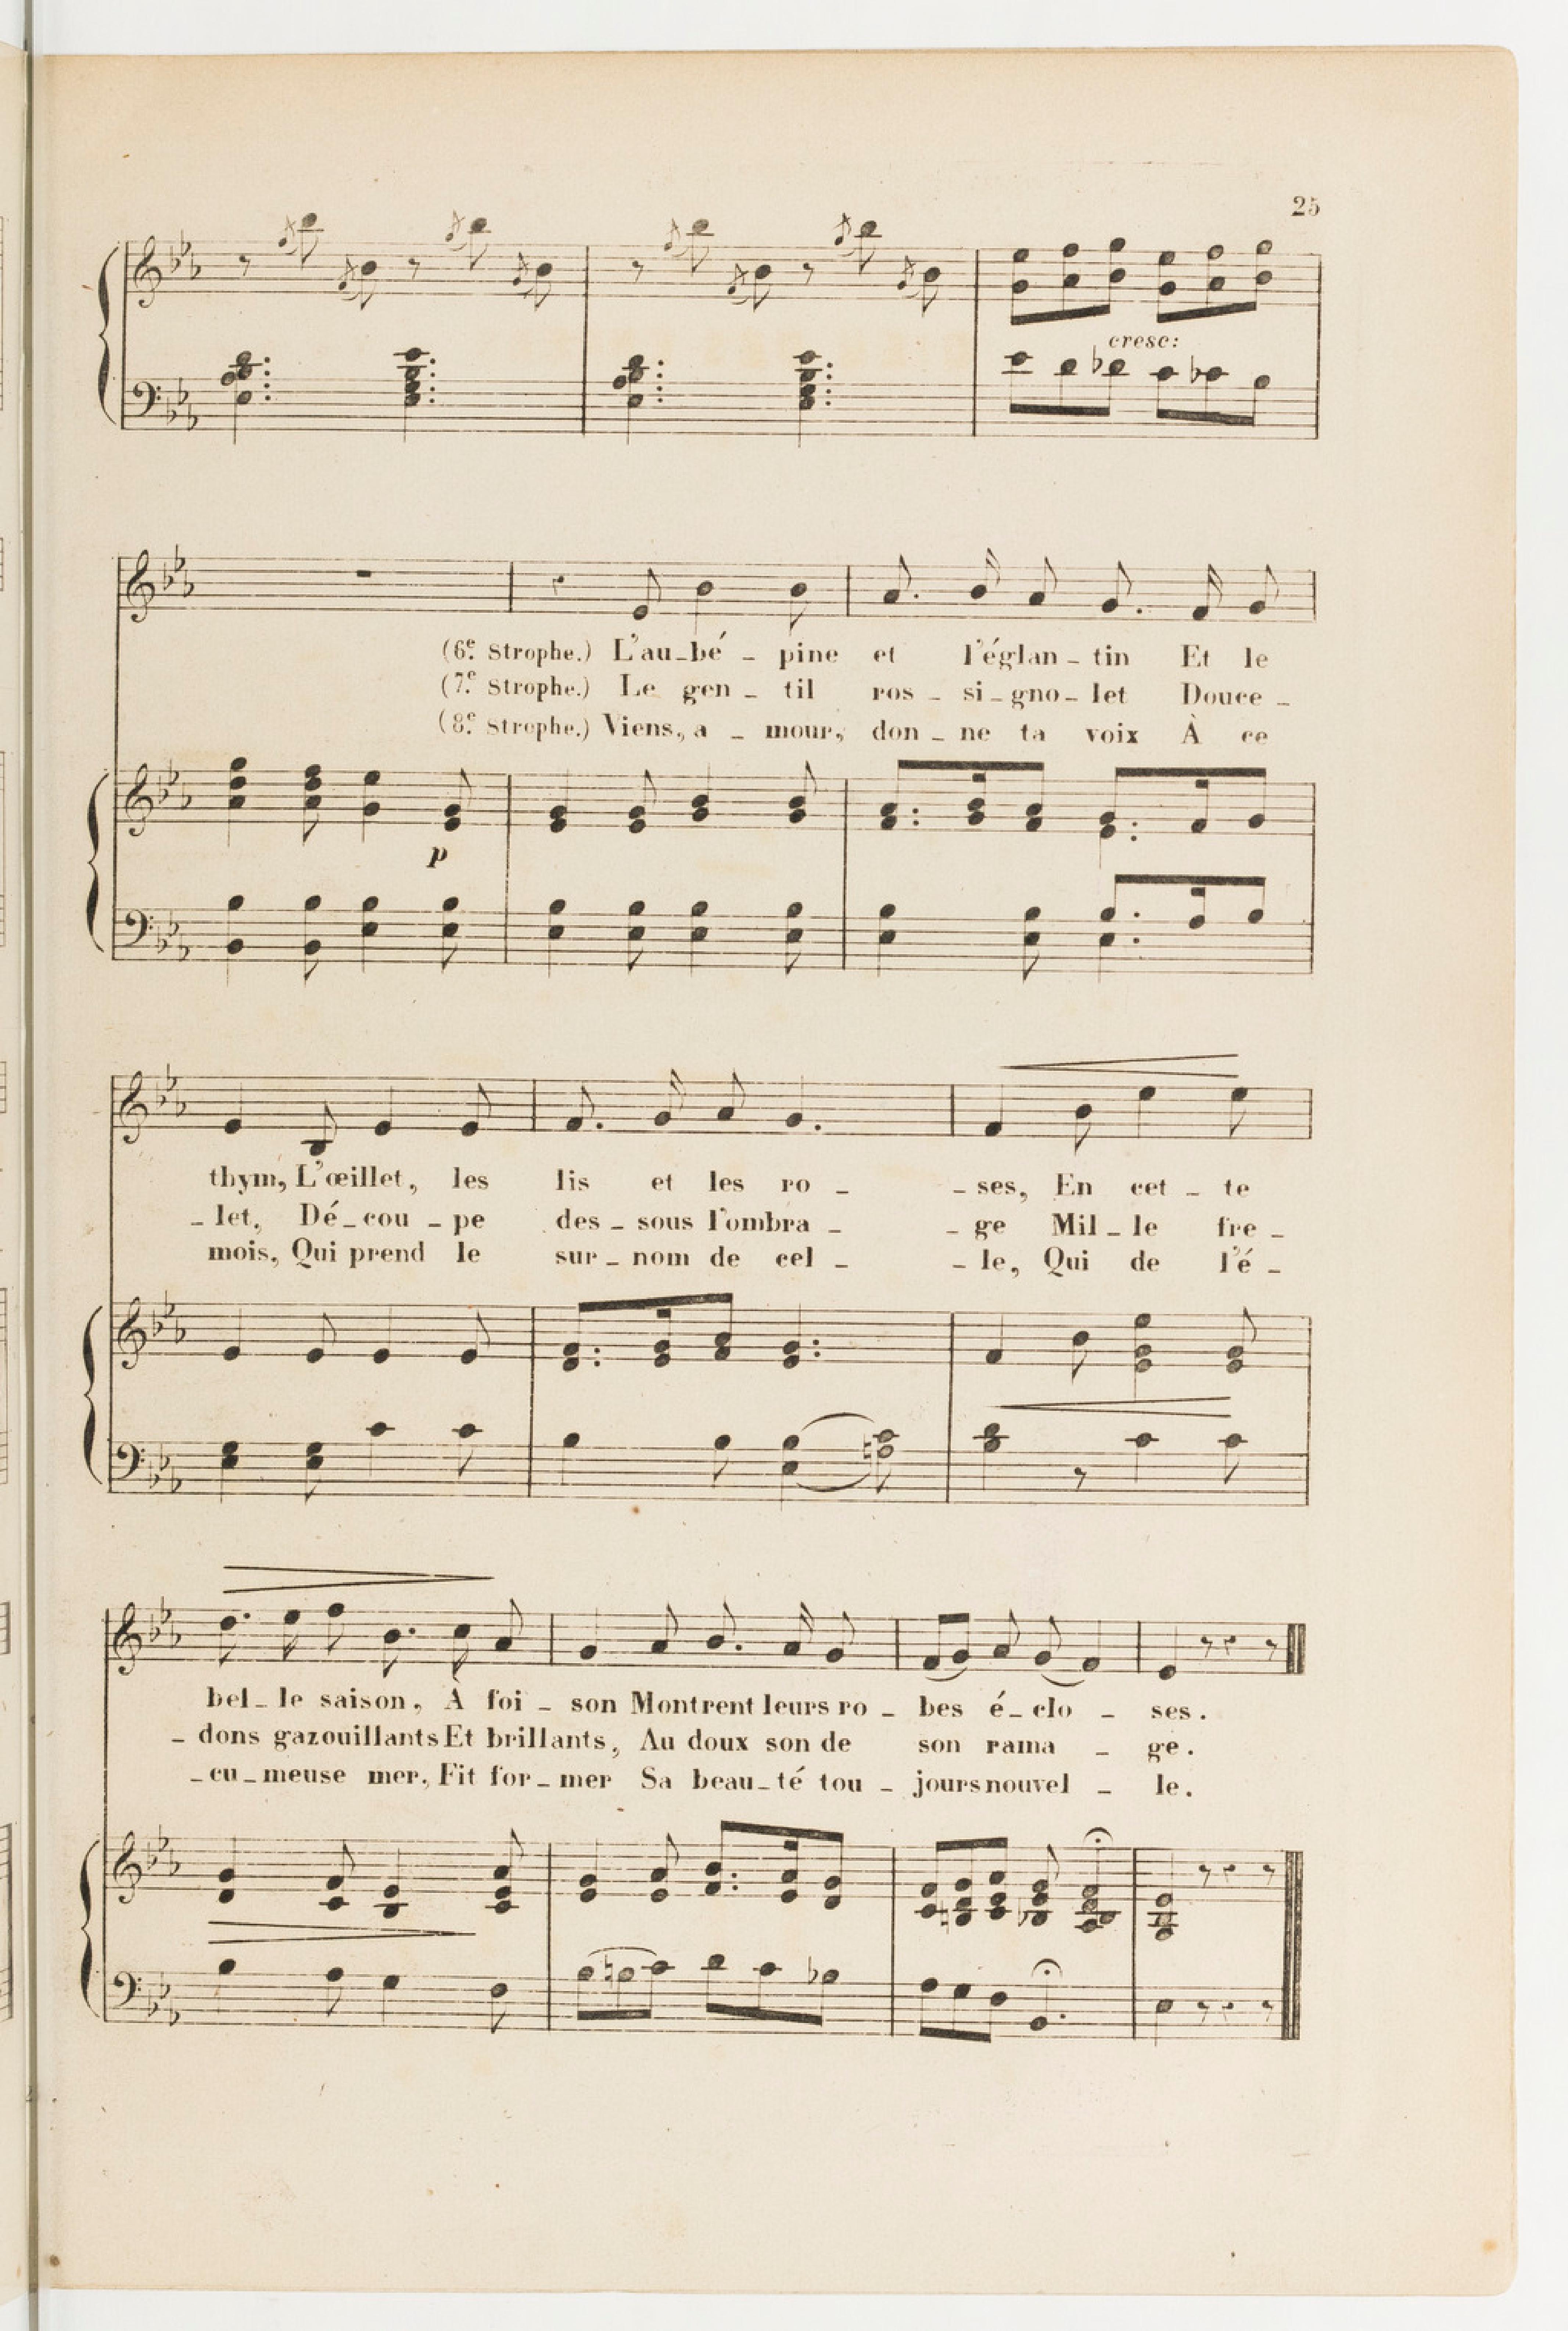 25
cresc:
(6.e Strophe.) L'au_bé _ pine et l'églan _ tin Et le
(7.e Strophe.) Le gen _ til ros _ si _ gno _ let Douce _
(8.e Strophe.) Viens, a _ mour, don _ ne ta voix À ce
p
thym, L'œillet, les lis et les ro _ _ ses, En cet _ te
_ let, Dé _ cou _ pe des _ sous l'ombra _ _ ge Mil _ le fre _
mois, Qui prend le sur _ nom de cel _ _ le, Qui de l'é _
bel _ le saison, À foi _ son Montrent leurs ro _ bes é _ clo _ ses.
_ dons gazouillants Et brillants, Au doux son de son rama _ ge.
_ cu _ meuse mer, Fit for _ mer Sa beau _ té tou _ jours nouvel _ le.